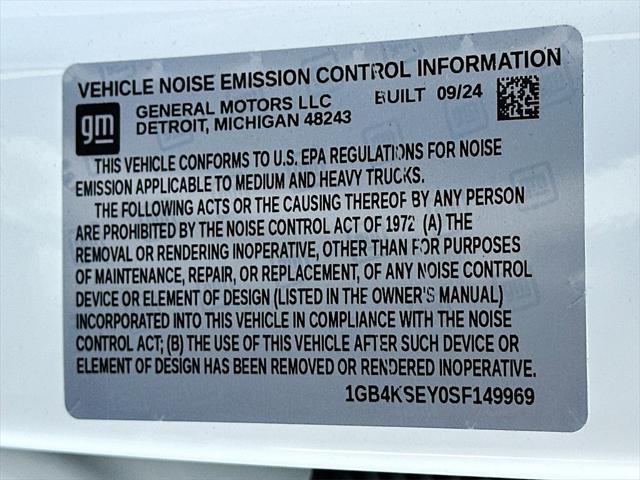 VEHICLE NOISE EMISSION CONTROL INFORMATION
gm
GENERAL MOTORS LLC BUILT 09/24
DETROIT, MICHIGAN 48243
THIS VEHICLE CONFORMS TO U.S. EPA REGULATIONS FOR NOISE
EMISSION APPLICABLE TO MEDIUM AND HEAVY TRUCKS.
THE FOLLOWING ACTS OR THE CAUSING THEREOF BY ANY PERSON
ARE PROHIBITED BY THE NOISE CONTROL ACT OF 1972 (A) THE
REMOVAL OR RENDERING INOPERATIVE, OTHER THAN FOR PURPOSES
OF MAINTENANCE, REPAIR, OR REPLACEMENT, OF ANY NOISE CONTROL
DEVICE OR ELEMENT OF DESIGN (LISTED IN THE OWNER'S MANUAL)
INCORPORATED INTO THIS VEHICLE IN COMPLIANCE WITH THE NOISE
CONTROL ACT; (B) THE USE OF THIS VEHICLE AFTER SUCH DEVICE OR
ELEMENT OF DESIGN HAS BEEN REMOVED OR RENDERED INOPERATIVE.
1GB4KSEY0SF149969